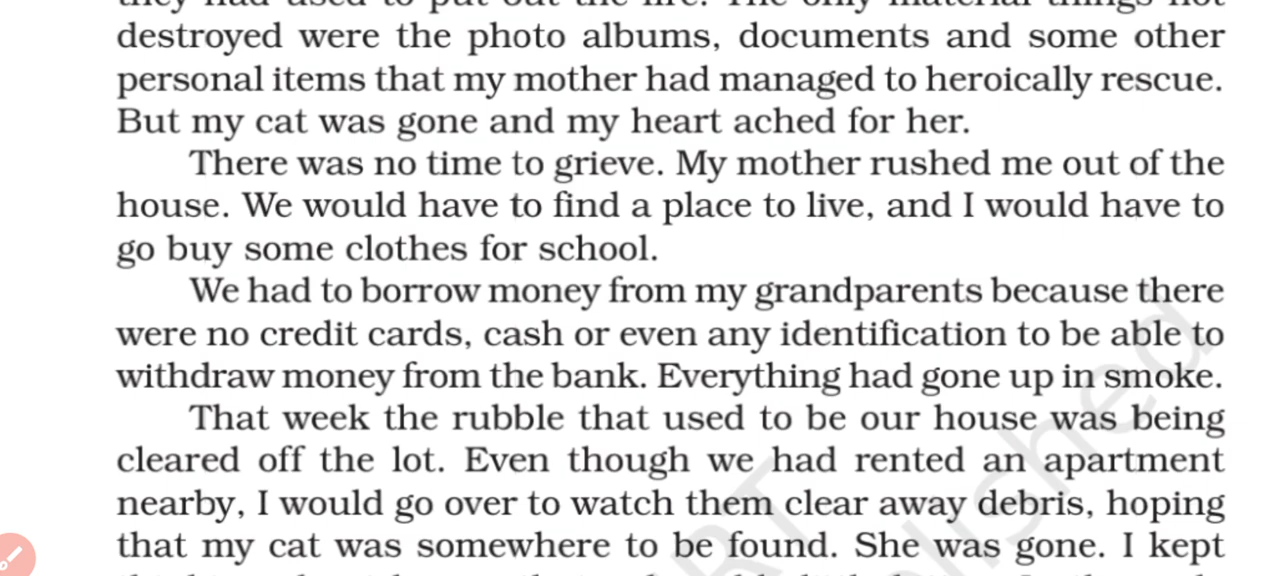 destroyed were the photo albums, documents and some other
personal items that my mother had managed to heroically rescue.
But my cat was gone and my heart ached for her.
There was no time to grieve. My mother rushed me out of the
house. We would have to find a place to live, and I would have to
go buy some clothes for school.
We had to borrow money from my grandparents because there
were no credit cards, cash or even any identification to be able to
withdraw money from the bank. Everything had gone up in smoke.
That week the rubble that used to be our house was being
cleared off the lot. Even though we had rented an apartment
nearby, I would go over to watch them clear away debris, hoping
that my cat was somewhere to be found. She was gone. I kept